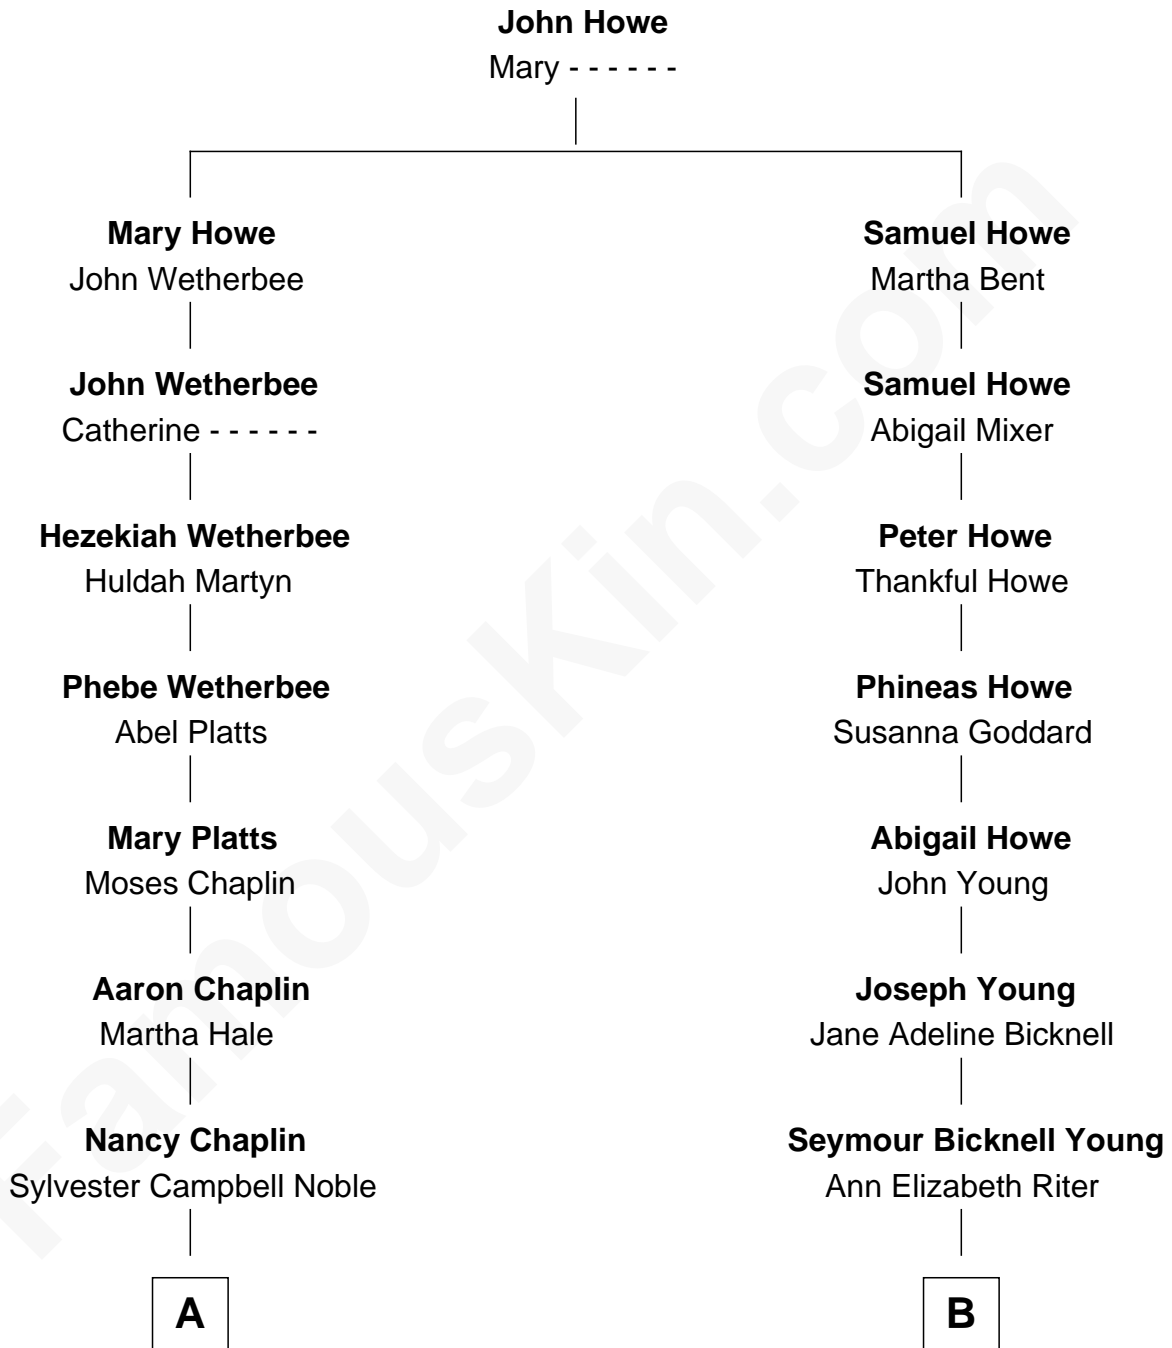 John Howe
Mary - - - - - -
Mary Howe
John Wetherbee
Samuel Howe
Martha Bent
John Wetherbee
Catherine - - - - - -
Samuel Howe
Abigail Mixer
Hezekiah Wetherbee
Huldah Martyn
Peter Howe
Thankful Howe
Phebe Wetherbee
Abel Platts
Phineas Howe
Susanna Goddard
Mary Platts
Moses Chaplin
Abigail Howe
John Young
Aaron Chaplin
Martha Hale
Joseph Young
Jane Adeline Bicknell
Nancy Chaplin
Sylvester Campbell Noble
Seymour Bicknell Young
Ann Elizabeth Riter
A
B
FamousKin.com